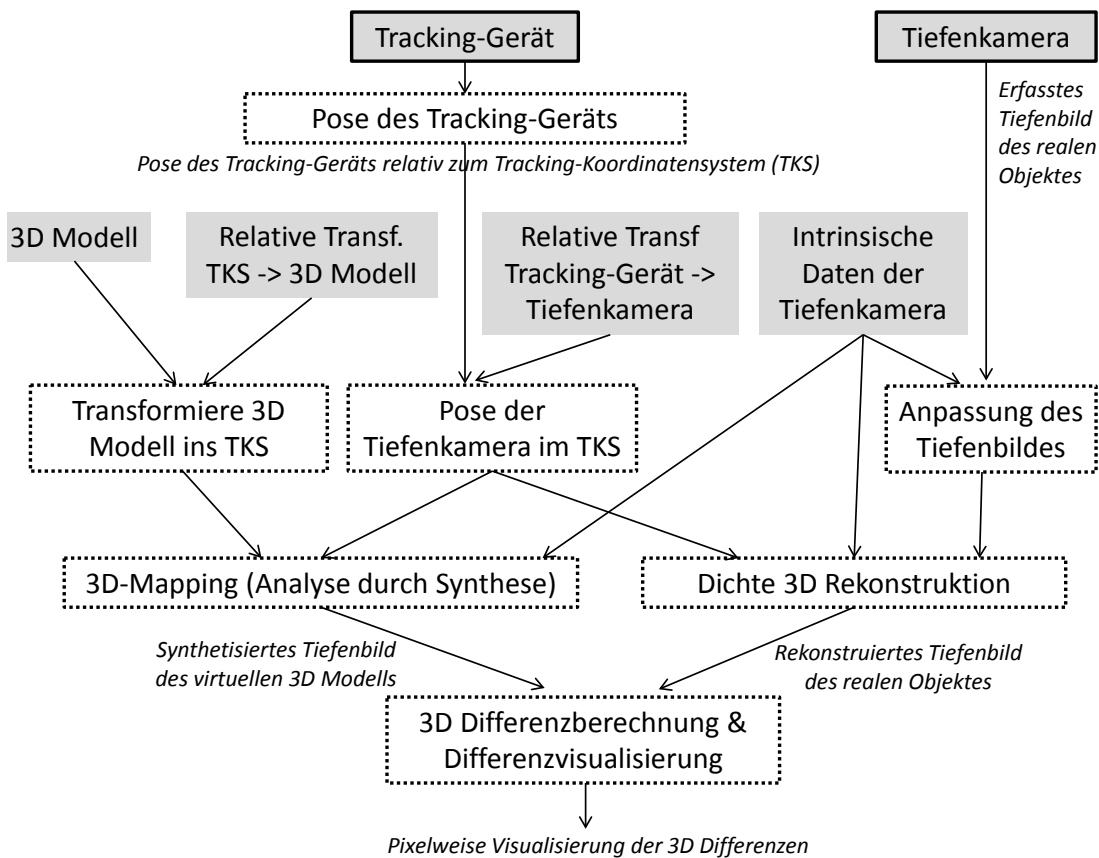 Tracking-Gerät
Tiefenkamera
Erfasstes
Tiefenbild
des realen
Objektes
Pose des Tracking-Geräts
Pose des Tracking-Geräts relativ zum Tracking-Koordinatensystem (TKS)
3D Modell
Relative Transf.
TKS -> 3D Modell
Relative Transf
Tracking-Gerät ->
Tiefenkamera
Intrinsische
Daten der
Tiefenkamera
Transformiere 3D
Modell ins TKS
Pose der
Tiefenkamera im TKS
Anpassung des
Tiefenbildes
3D-Mapping (Analyse durch Synthese)
Dichte 3D Rekonstruktion
Synthetisiertes Tiefenbild
des virtuellen 3D Modells
Rekonstruiertes Tiefenbild
des realen Objektes
3D Differenzberechnung &
Differenzvisualisierung
Pixelweise Visualisierung der 3D Differenzen